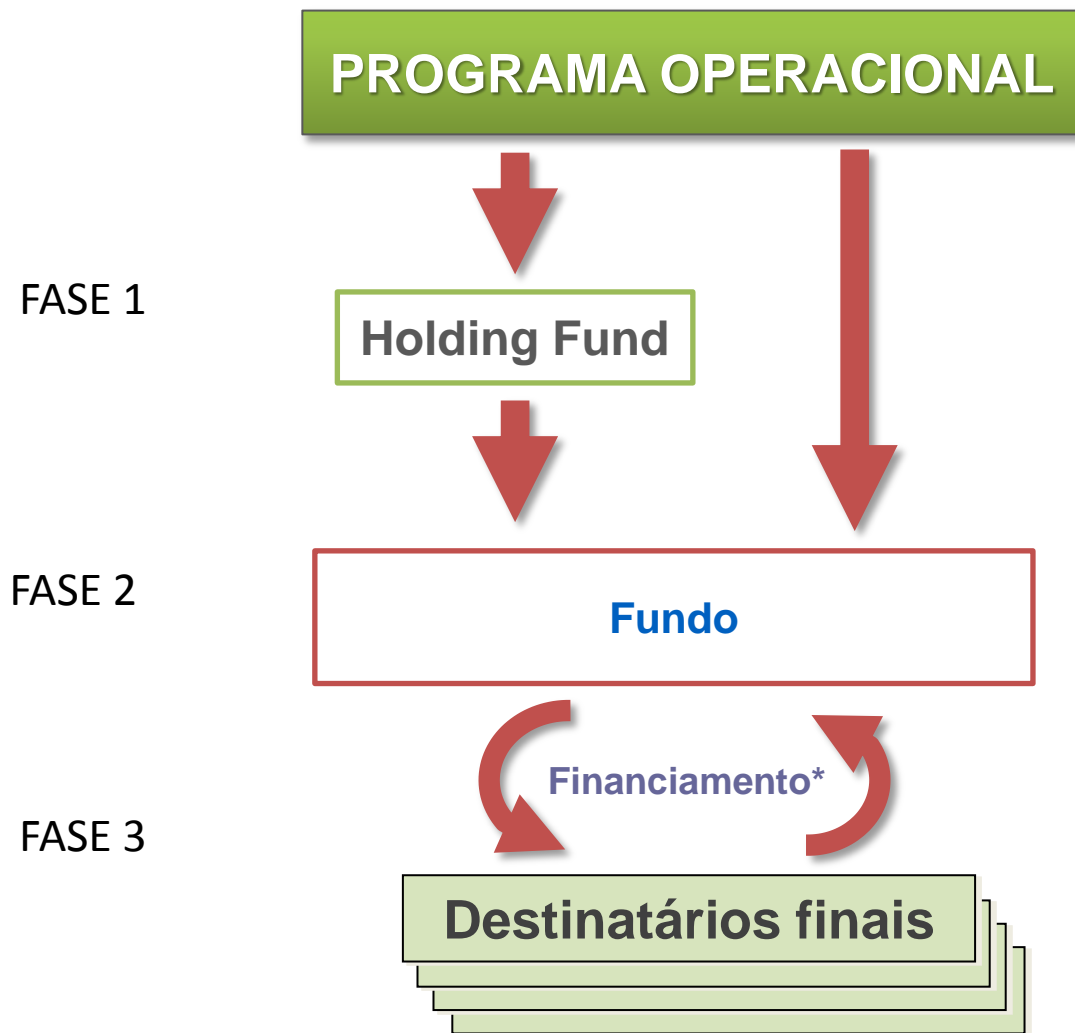 PROGRAMA OPERACIONAL
FASE 1
Holding Fund
FASE 2
Fundo
Financiamento*
FASE 3
Destinatários finais